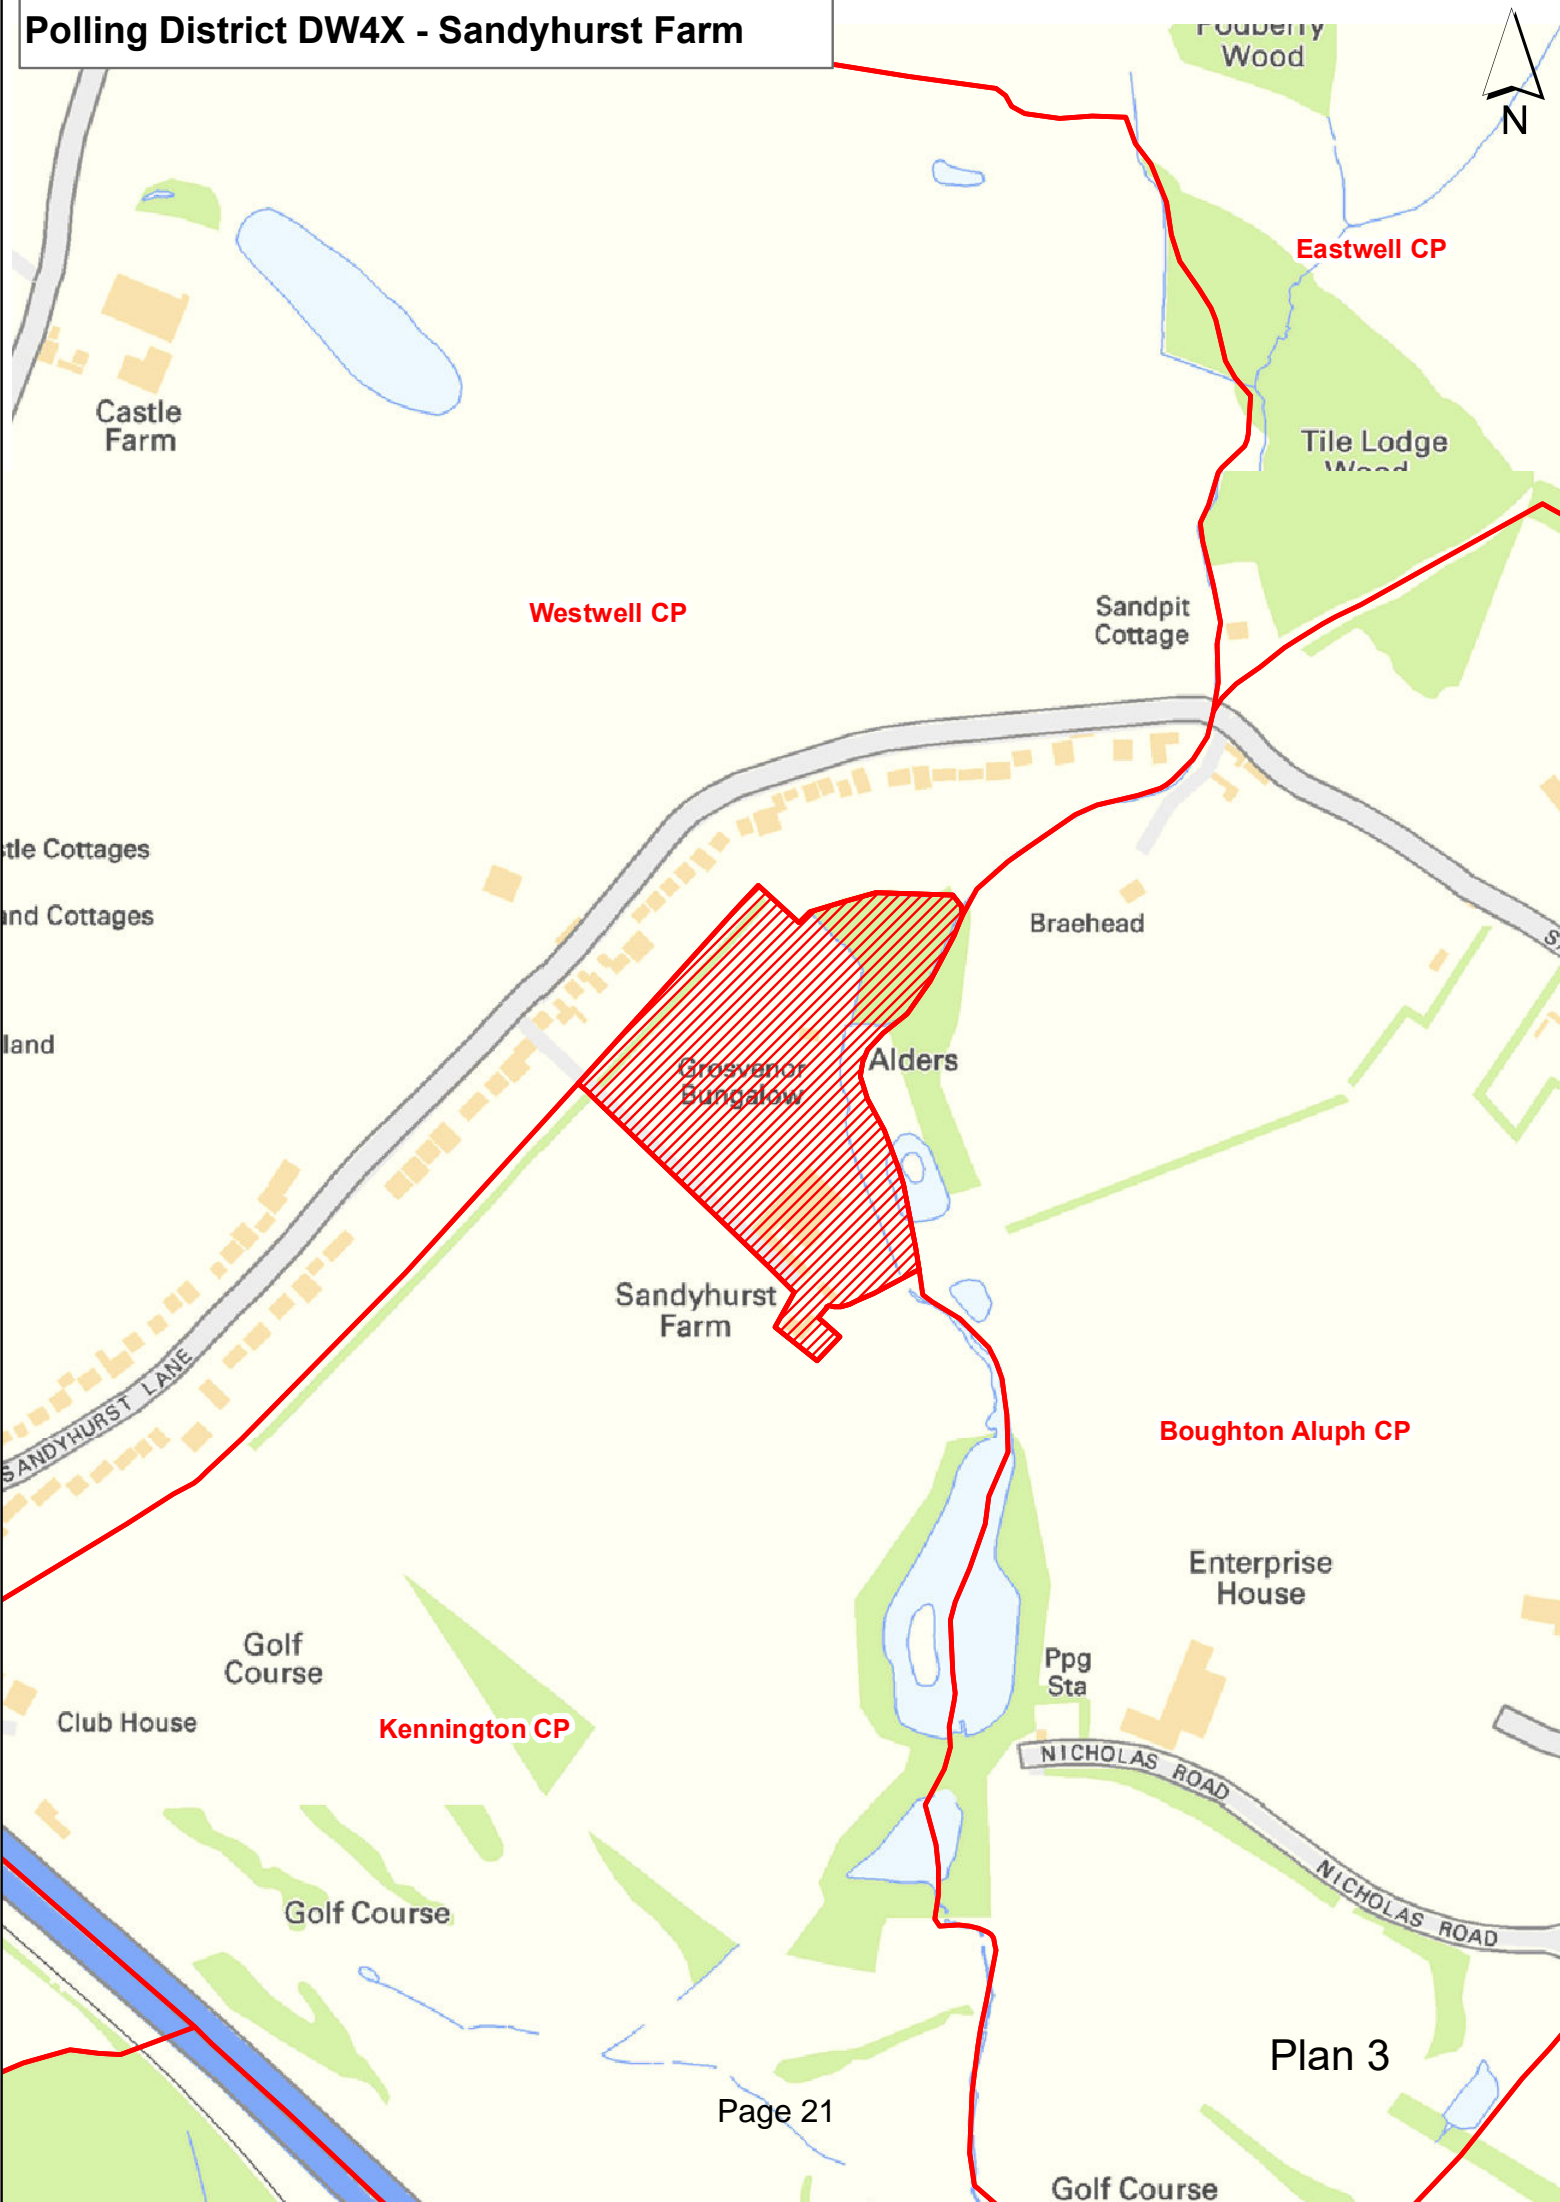 Polling District DW4X - Sandyhurst Farm
Wood
N
Eastwell CP
Castle
Farm
Tile Lodge
Wood
Westwell CP
Sandpit
Cottage
tle Cottages
and Cottages
Braehead
land
Grosvenor
Bungalow
Alders
Sandyhurst
Farm
SANDYHURST LANE
Boughton Aluph CP
Enterprise
House
Golf
Course
Ppg
Sta
Club House
Kennington CP
NICHOLAS ROAD
NICHOLAS ROAD
Golf Course
Plan 3
Page 21
Golf Course